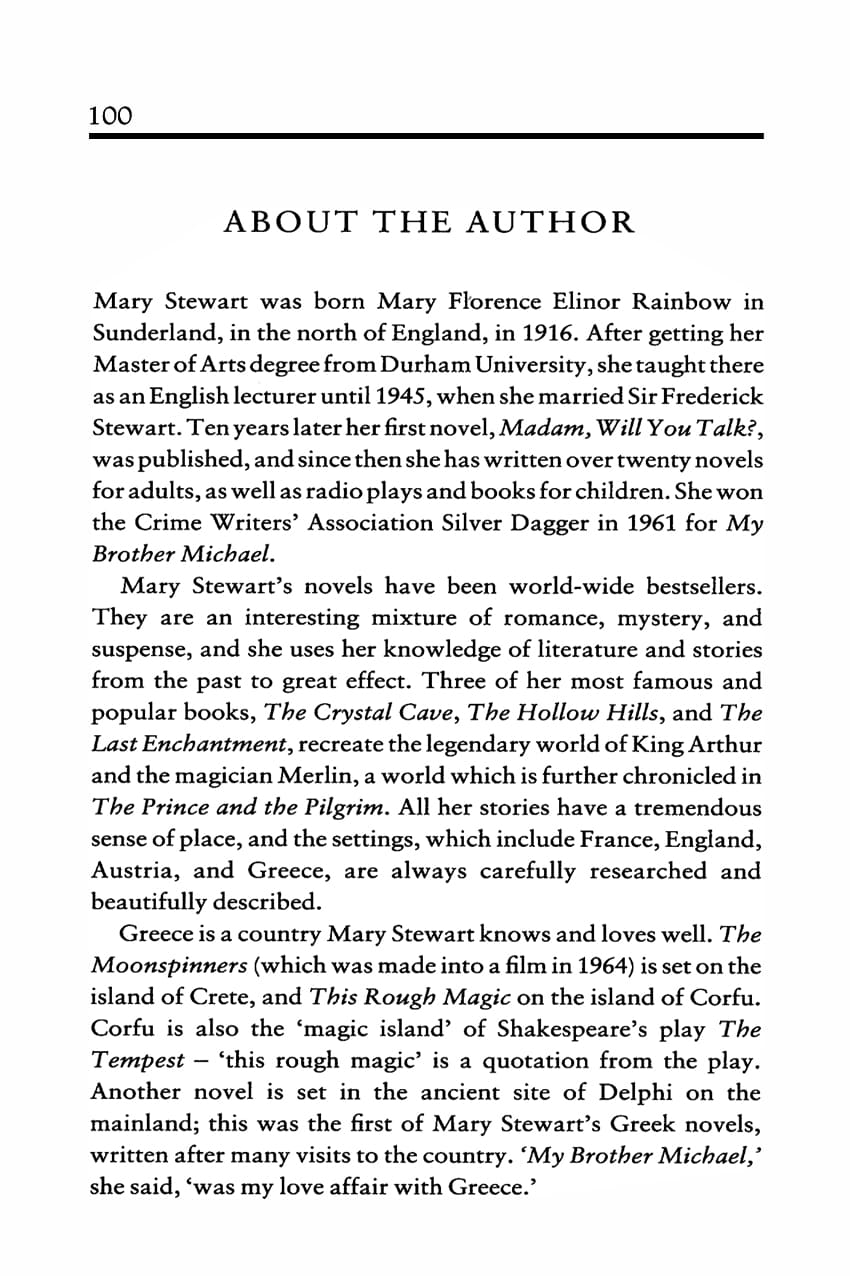 100
ABOUT THE AUTHOR
Mary Stewart was born Mary Florence Elinor Rainbow in
Sunderland, in the north of England, in 1916. After getting her
Master of Arts degree from Durham University, she taught there
as an English lecturer until 1945, when she married Sir Frederick
Stewart. Ten years later her first novel, Madam, Will You Talk?,
was published, and since then she has written over twenty novels
for adults, as well as radio plays and books for children. She won
the Crime Writers’ Association Silver Dagger in 1961 for My
Brother Michael.
Mary Stewart’s novels have been world-wide bestsellers.
They are an interesting mixture of romance, mystery, and
suspense, and she uses her knowledge of literature and stories
from the past to great effect. Three of her most famous and
popular books, The Crystal Cave, The Hollow Hills, and The
Last Enchantment, recreate the legendary world of King Arthur
and the magician Merlin, a world which is further chronicled in
The Prince and the Pilgrim. All her stories have a tremendous
sense of place, and the settings, which include France, England,
Austria, and Greece, are always carefully researched and
beautifully described.
Greece is a country Mary Stewart knows and loves well. The
Moonspinners (which was made into a film in 1964) is set on the
island of Crete, and This Rough Magic on the island of Corfu.
Corfu is also the ‘magic island’ of Shakespeare’s play The
Tempest – ‘this rough magic’ is a quotation from the play.
Another novel is set in the ancient site of Delphi on the
mainland; this was the first of Mary Stewart’s Greek novels,
written after many visits to the country. ‘My Brother Michael,’
she said, ‘was my love affair with Greece.’